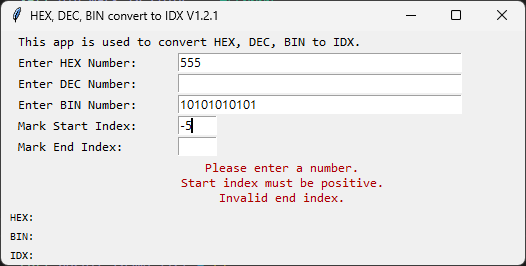 HEX, DEC, BIN convert to IDX V1.2.1
This app is used to convert HEX, DEC, BIN to IDX.
Enter HEX Number: 555
Enter DEC Number:
Enter BIN Number: 10101010101
Mark Start Index: -5
Mark End Index:
Please enter a number.
Start index must be positive.
Invalid end index.
HEX:
BIN:
IDX: